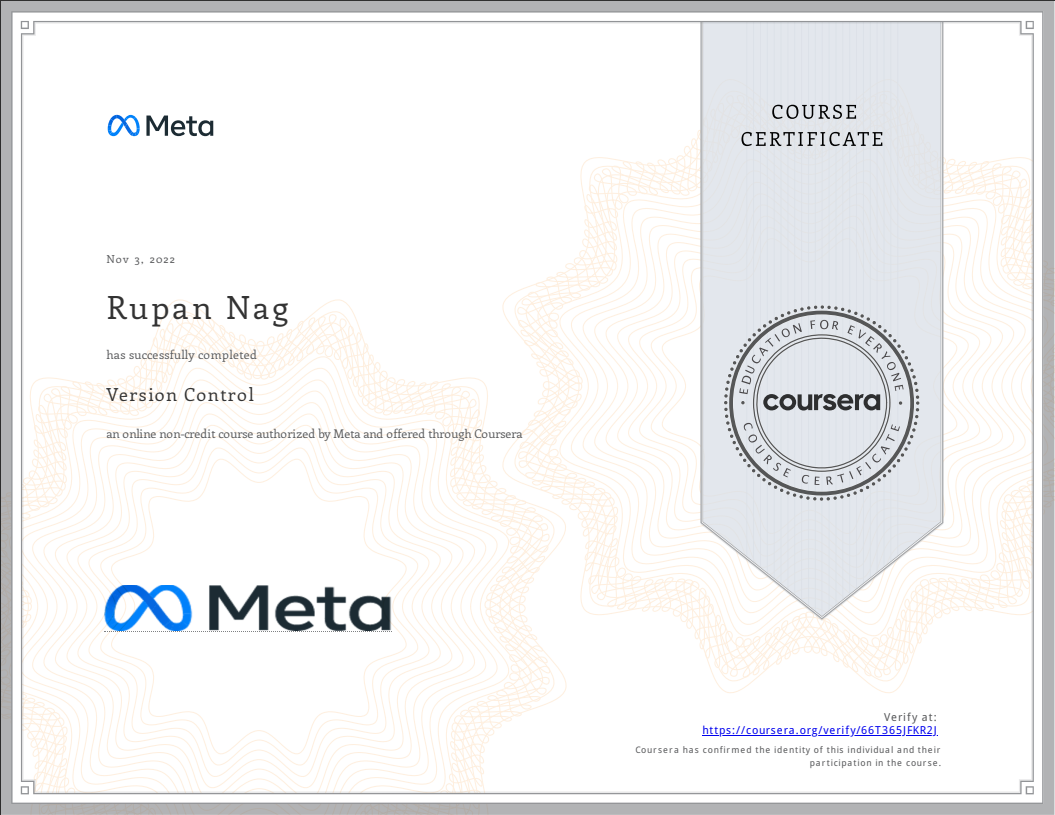 Meta
COURSE
CERTIFICATE
Nov 3, 2022
Rupan Nag
has successfully completed
Version Control
an online non-credit course authorized by Meta and offered through Coursera
EDUCATION FOR EVERYONE
coursera
COURSE CERTIFICATE
Meta
Verify at:
https://coursera.org/verify/66T365JFKR2J
Coursera has confirmed the identity of this individual and their
participation in the course.